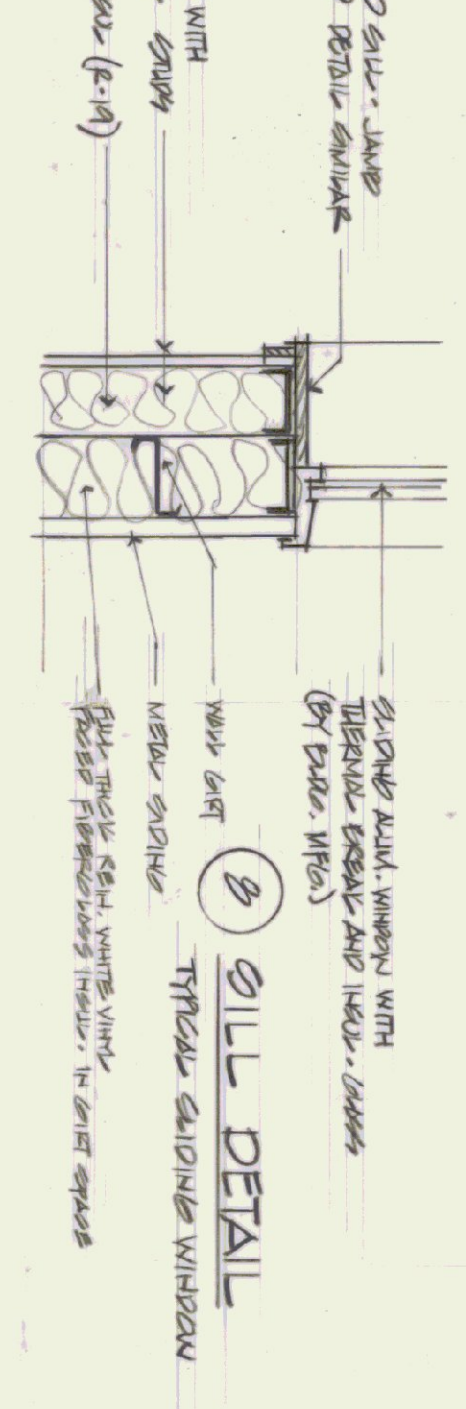 SILL. JAMB
DETAIL SIMILAR
WITH
STUDS
(R-19)
SLIDING ALUM. WINDOW WITH
THERMAL BREAK AND INSUL. GLASS
(BY BLDG. MFG.)
WALL GIRT
METAL SIDING
FULL THICK REIN. WHITE VINYL
FACED FIBERGLASS INSUL. IN GIRT SPACE
8
SILL DETAIL
TYPICAL SLIDING WINDOW